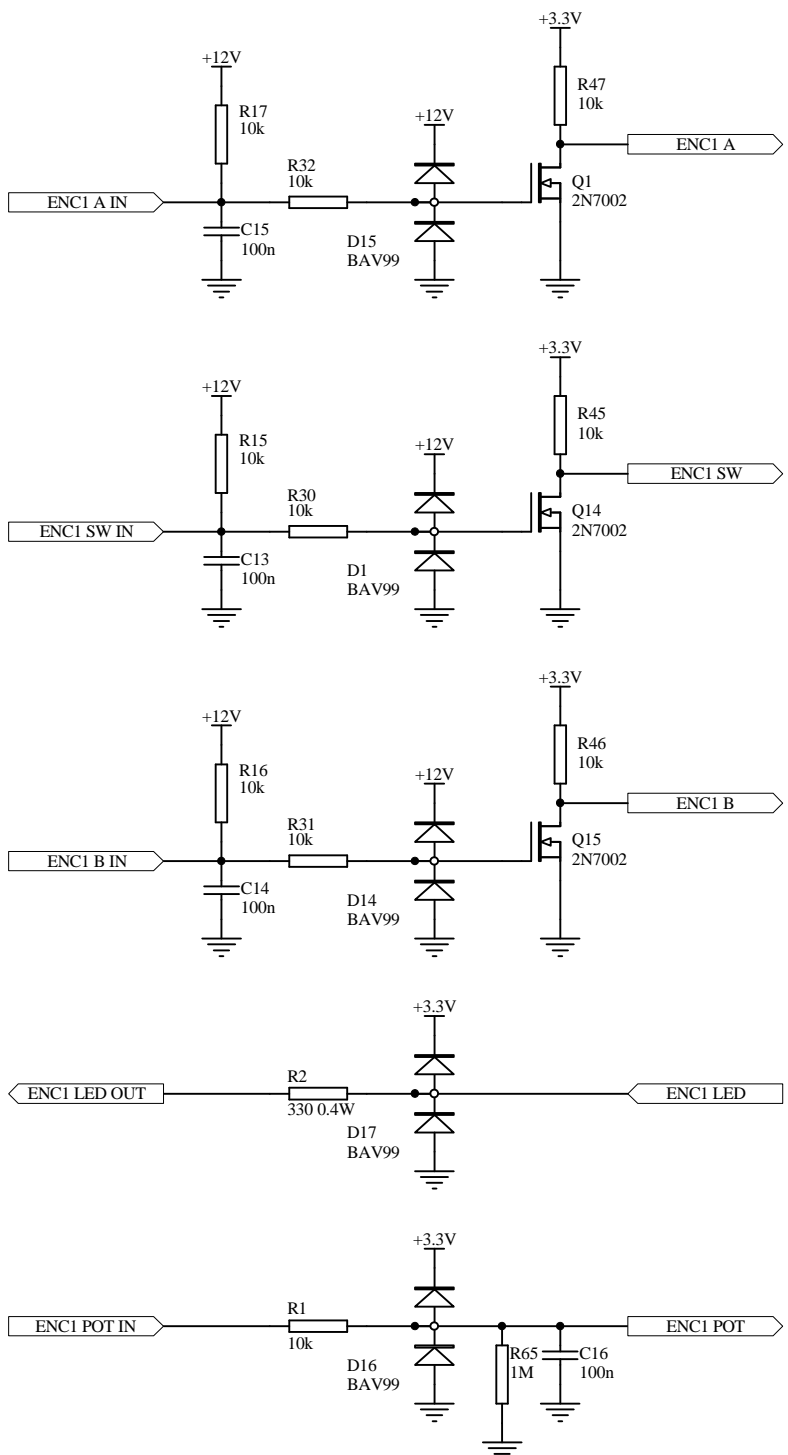 +3.3V
+12V
R47
10k
R17
10k
+12V
ENC1 A
R32
10k
Q1
2N7002
ENC1 A IN
C15
100n
D15
BAV99
+3.3V
+12V
R45
10k
R15
10k
+12V
ENC1 SW
R30
10k
Q14
2N7002
ENC1 SW IN
C13
100n
D1
BAV99
+3.3V
+12V
R46
10k
R16
10k
+12V
ENC1 B
R31
10k
Q15
2N7002
ENC1 B IN
C14
100n
D14
BAV99
+3.3V
R2
ENC1 LED OUT
ENC1 LED
330 0.4W
D17
BAV99
+3.3V
R1
ENC1 POT IN
ENC1 POT
10k
D16
BAV99
R65
1M
C16
100n